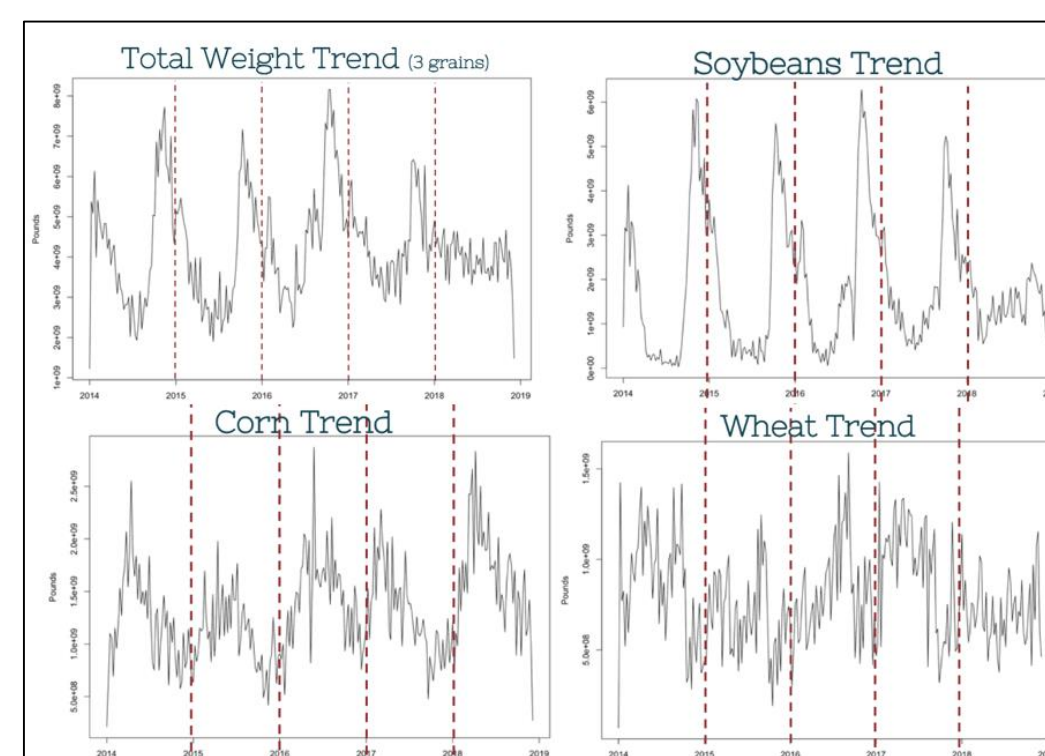 Total Weight Trend (3 grains)
Pounds
8e+09
7e+09
6e+09
5e+09
4e+09
3e+09
2e+09
1e+09
2014 2015 2016 2017 2018 2019
Soybeans Trend
Pounds
6e+09
5e+09
4e+09
3e+09
2e+09
1e+09
0e+00
2014 2015 2016 2017 2018
Corn Trend
Pounds
2.5e+09
2.0e+09
1.5e+09
1.0e+09
5.0e+08
2014 2015 2016 2017 2018 2019
Wheat Trend
Pounds
1.5e+09
1.0e+09
5.0e+08
2014 2015 2016 2017 2018